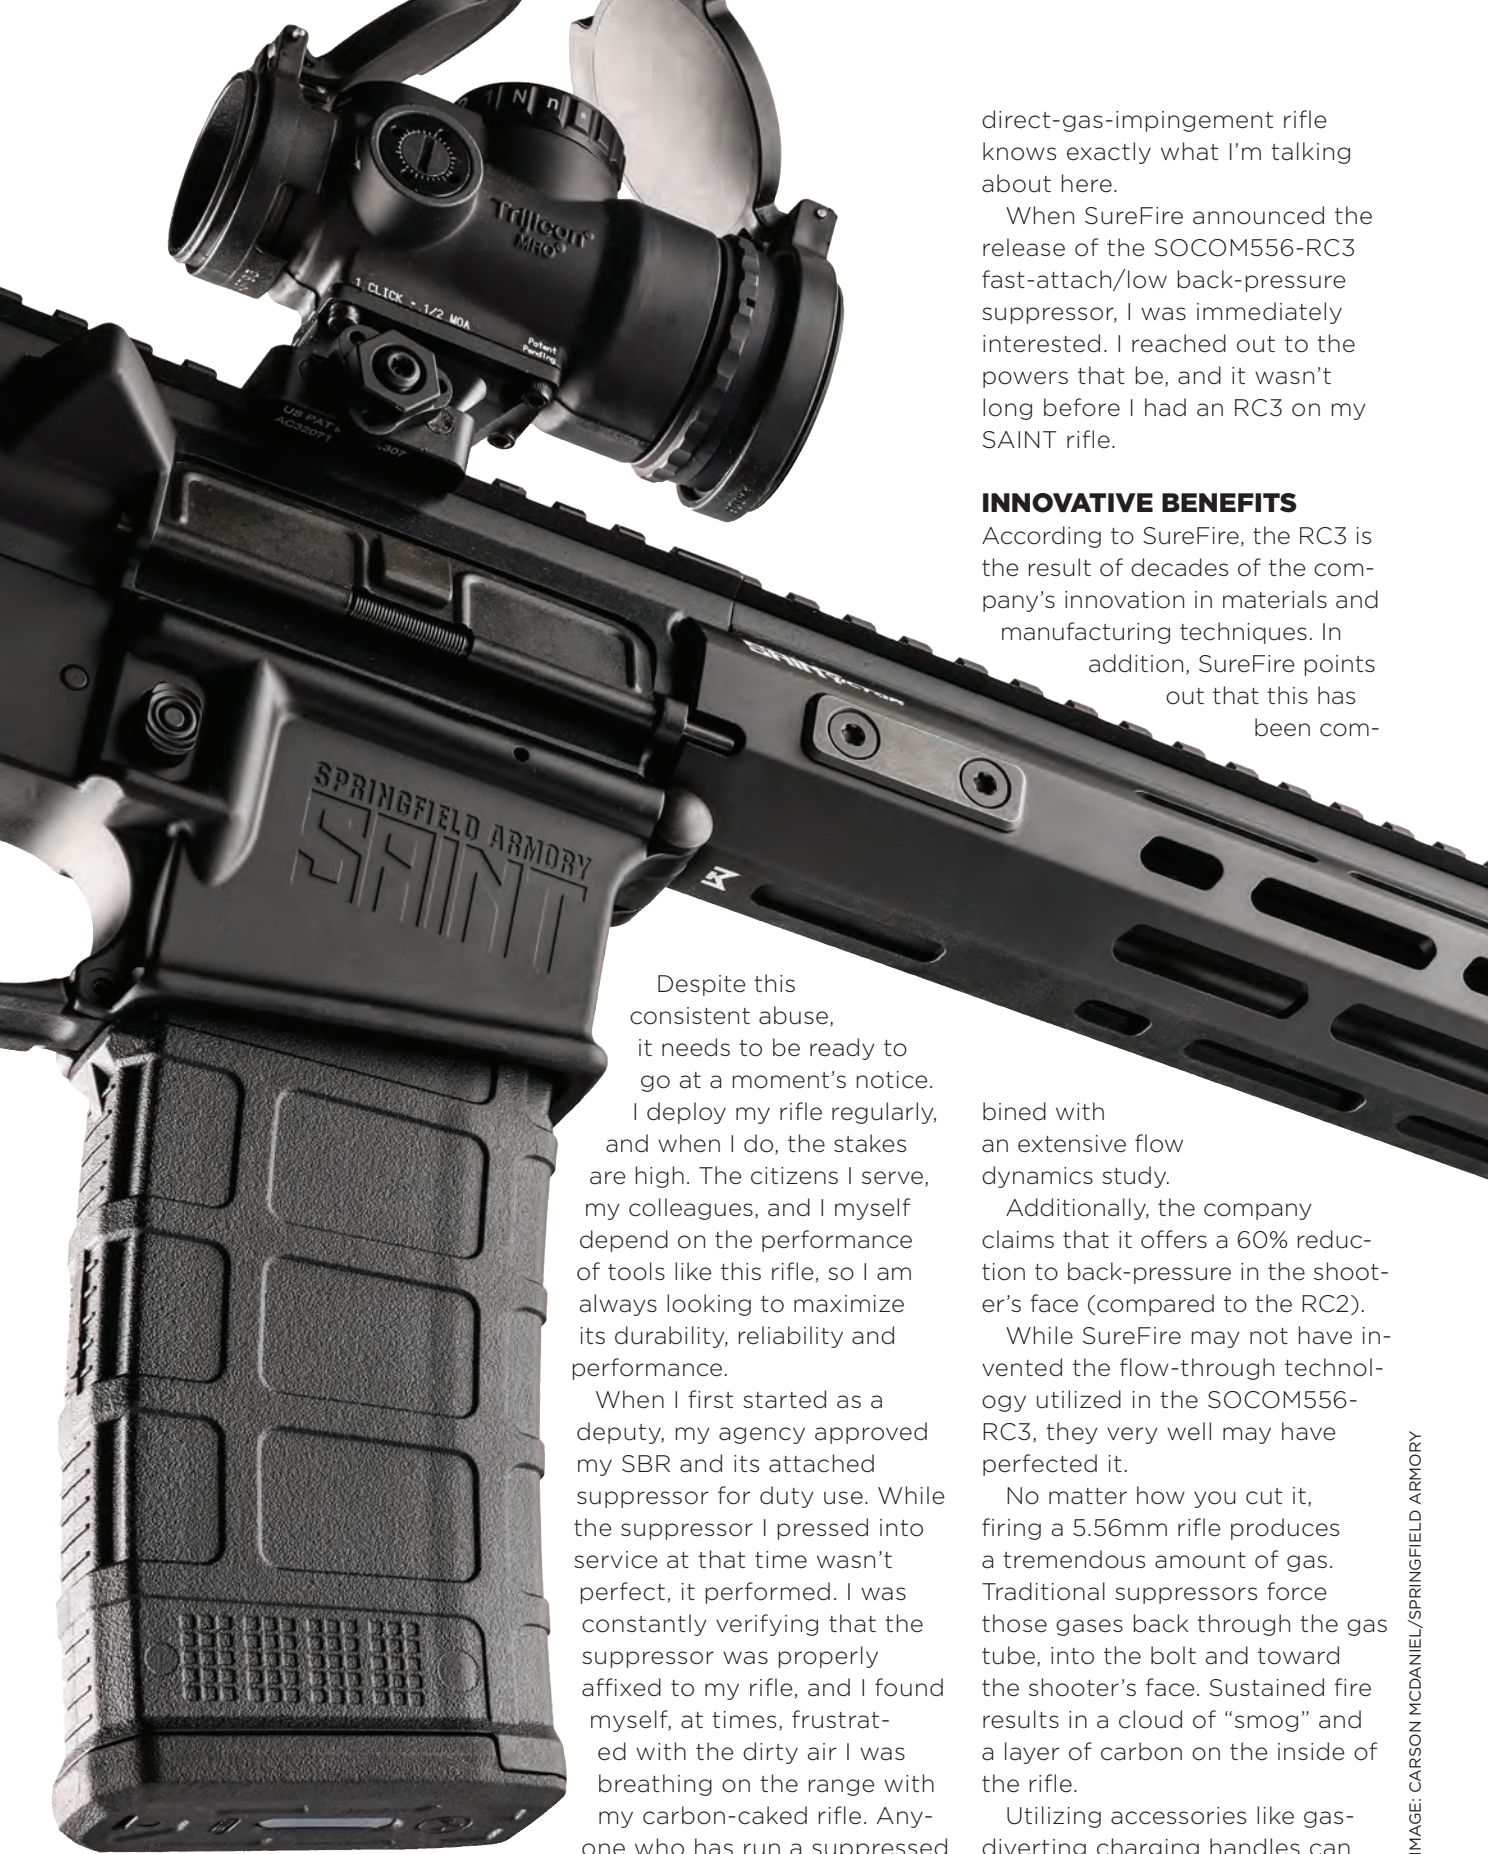 N n
Trijicon®
MRO®
1 CLICK = 1/2 MOA
Patent
Pending
US PAT
AC32071
.307
SAINT VICTOR
SPRINGFIELD ARMORY
SAINT
Despite this
consistent abuse,
it needs to be ready to
go at a moment’s notice.
I deploy my rifle regularly,
and when I do, the stakes
are high. The citizens I serve,
my colleagues, and I myself
depend on the performance
of tools like this rifle, so I am
always looking to maximize
its durability, reliability and
performance.
When I first started as a
deputy, my agency approved
my SBR and its attached
suppressor for duty use. While
the suppressor I pressed into
service at that time wasn’t
perfect, it performed. I was
constantly verifying that the
suppressor was properly
affixed to my rifle, and I found
myself, at times, frustrat-
ed with the dirty air I was
breathing on the range with
my carbon-caked rifle. Any-
one who has run a suppressed
direct-gas-impingement rifle
knows exactly what I’m talking
about here.
When SureFire announced the
release of the SOCOM556-RC3
fast-attach/low back-pressure
suppressor, I was immediately
interested. I reached out to the
powers that be, and it wasn’t
long before I had an RC3 on my
SAINT rifle.
INNOVATIVE BENEFITS
According to SureFire, the RC3 is
the result of decades of the com-
pany’s innovation in materials and
manufacturing techniques. In
addition, SureFire points
out that this has
been com-
bined with
an extensive flow
dynamics study.
Additionally, the company
claims that it offers a 60% reduc-
tion to back-pressure in the shoot-
er’s face (compared to the RC2).
While SureFire may not have in-
vented the flow-through technol-
ogy utilized in the SOCOM556-
RC3, they very well may have
perfected it.
No matter how you cut it,
firing a 5.56mm rifle produces
a tremendous amount of gas.
Traditional suppressors force
those gases back through the gas
tube, into the bolt and toward
the shooter’s face. Sustained fire
results in a cloud of “smog” and
a layer of carbon on the inside of
the rifle.
Utilizing accessories like gas-
diverting charging handles can
IMAGE: CARSON MCDANIEL/SPRINGFIELD ARMORY